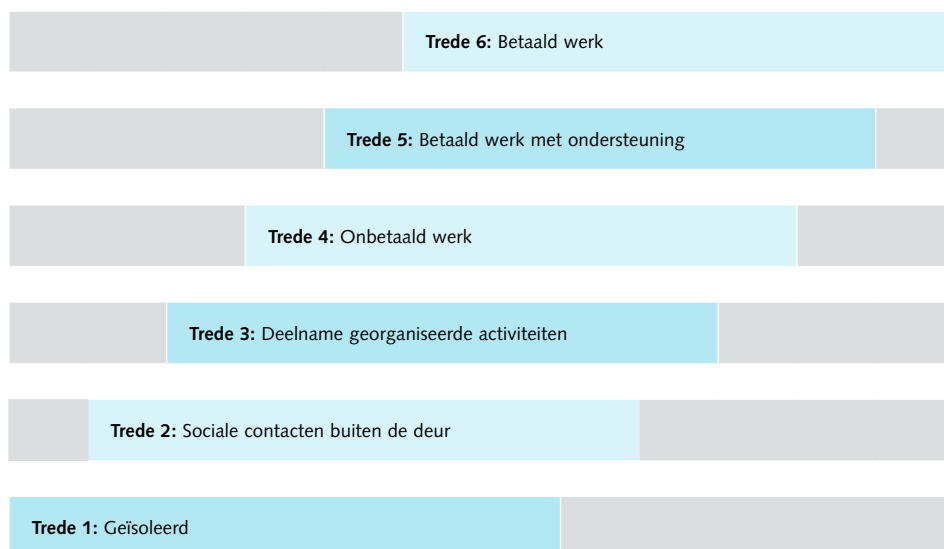 Trede 6: Betaald werk
Trede 5: Betaald werk met ondersteuning
Trede 4: Onbetaald werk
Trede 3: Deelname georganiseerde activiteiten
Trede 2: Sociale contacten buiten de deur
Trede 1: Geïsoleerd